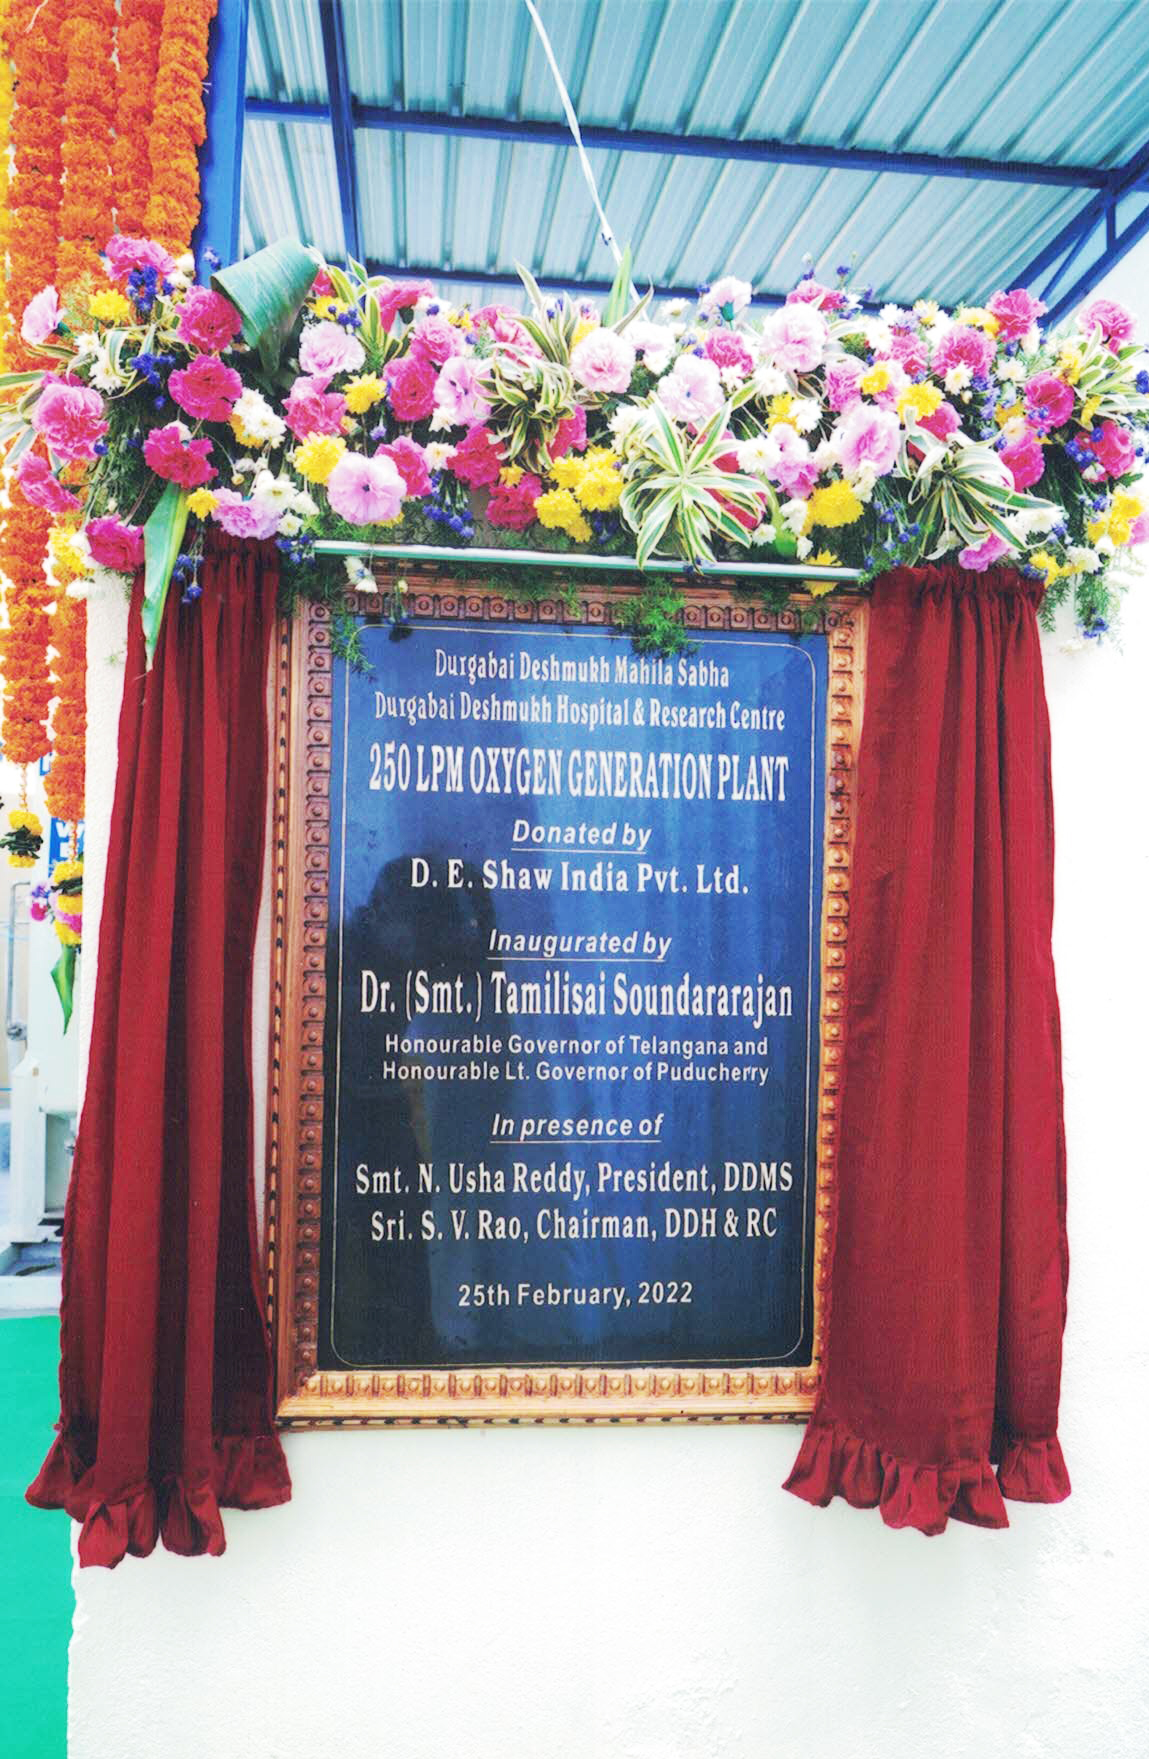 Durgabai Deshmukh Mahila Sabha
Durgabai Deshmukh Hospital & Research Centre
250 LPM OXYGEN GENERATION PLANT
Donated by
D. E. Shaw India Pvt. Ltd.
Inaugurated by
Dr. (Smt.) Tamilisai Soundararajan
Honourable Governor of Telangana and
Honourable Lt. Governor of Puducherry
In presence of
Smt. N. Usha Reddy, President, DDMS
Sri. S. V. Rao, Chairman, DDH & RC
25th February, 2022